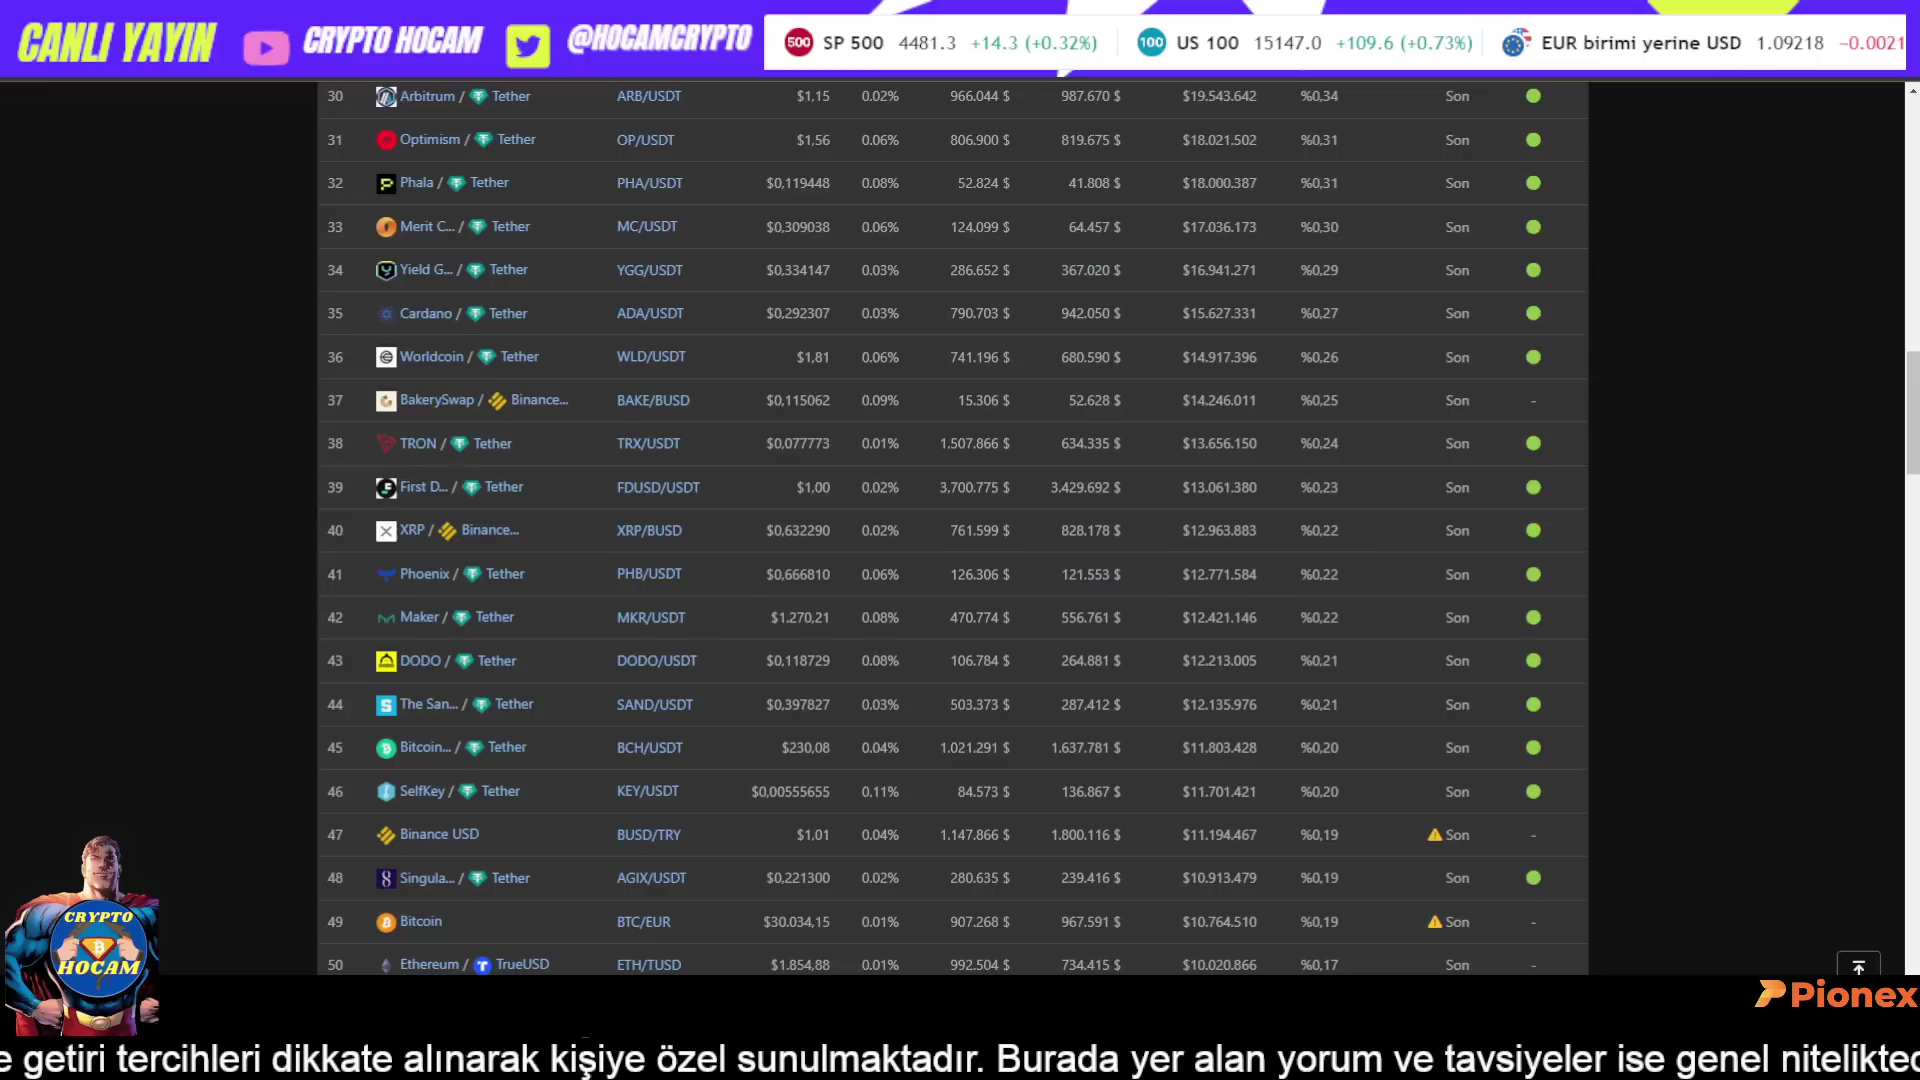 CANLI YAYIN CRYPTO HOCAM @HOCAMCRYPTO 500 SP 500 4481.3 +14.3 (+0.32%) 100 US 100 15147.0 +109.6 (+0.73%) EUR birimi yerine USD 1.09218 −0.0021
30 Arbitrum / Tether ARB/USDT $1,15 0.02% 966.044 $ 987.670 $ $19.543.642 %0,34 Son
31 Optimism / Tether OP/USDT $1,56 0.06% 806.900 $ 819.675 $ $18.021.502 %0,31 Son
32 Phala / Tether PHA/USDT $0,119448 0.08% 52.824 $ 41.808 $ $18.000.387 %0,31 Son
33 Merit C... / Tether MC/USDT $0,309038 0.06% 124.099 $ 64.457 $ $17.036.173 %0,30 Son
34 Yield G... / Tether YGG/USDT $0,334147 0.03% 286.652 $ 367.020 $ $16.941.271 %0,29 Son
35 Cardano / Tether ADA/USDT $0,292307 0.03% 790.703 $ 942.050 $ $15.627.331 %0,27 Son
36 Worldcoin / Tether WLD/USDT $1,81 0.06% 741.196 $ 680.590 $ $14.917.396 %0,26 Son
37 BakerySwap / Binance... BAKE/BUSD $0,115062 0.09% 15.306 $ 52.628 $ $14.246.011 %0,25 Son -
38 TRON / Tether TRX/USDT $0,077773 0.01% 1.507.866 $ 634.335 $ $13.656.150 %0,24 Son
39 First D... / Tether FDUSD/USDT $1,00 0.02% 3.700.775 $ 3.429.692 $ $13.061.380 %0,23 Son
40 XRP / Binance... XRP/BUSD $0,632290 0.02% 761.599 $ 828.178 $ $12.963.883 %0,22 Son
41 Phoenix / Tether PHB/USDT $0,666810 0.06% 126.306 $ 121.553 $ $12.771.584 %0,22 Son
42 Maker / Tether MKR/USDT $1.270,21 0.08% 470.774 $ 556.761 $ $12.421.146 %0,22 Son
43 DODO / Tether DODO/USDT $0,118729 0.08% 106.784 $ 264.881 $ $12.213.005 %0,21 Son
44 The San... / Tether SAND/USDT $0,397827 0.03% 503.373 $ 287.412 $ $12.135.976 %0,21 Son
45 Bitcoin... / Tether BCH/USDT $230,08 0.04% 1.021.291 $ 1.637.781 $ $11.803.428 %0,20 Son
46 SelfKey / Tether KEY/USDT $0,00555655 0,11% 84.573 $ 136.867 $ $11.701.421 %0,20 Son
47 Binance USD BUSD/TRY $1,01 0.04% 1.147.866 $ 1.800.116 $ $11.194.467 %0,19 Son -
48 Singula... / Tether AGIX/USDT $0,221300 0.02% 280.635 $ 239.416 $ $10.913.479 %0,19 Son
49 Bitcoin BTC/EUR $30.034,15 0.01% 907.268 $ 967.591 $ $10.764.510 %0,19 Son -
50 Ethereum / TrueUSD ETH/TUSD $1.854,88 0.01% 992.504 $ 734.415 $ $10.020.866 %0,17 Son -
CRYPTO
HOCAM
Pionex
e getiri tercihleri dikkate alınarak kişiye özel sunulmaktadır. Burada yer alan yorum ve tavsiyeler ise genel nitelikted